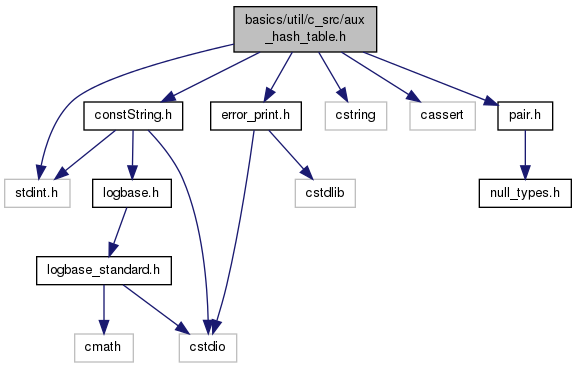 basics/util/c_src/aux
_hash_table.h
constString.h
error_print.h
cstring
cassert
pair.h
stdint.h
logbase.h
cstdlib
null_types.h
logbase_standard.h
cmath
cstdio